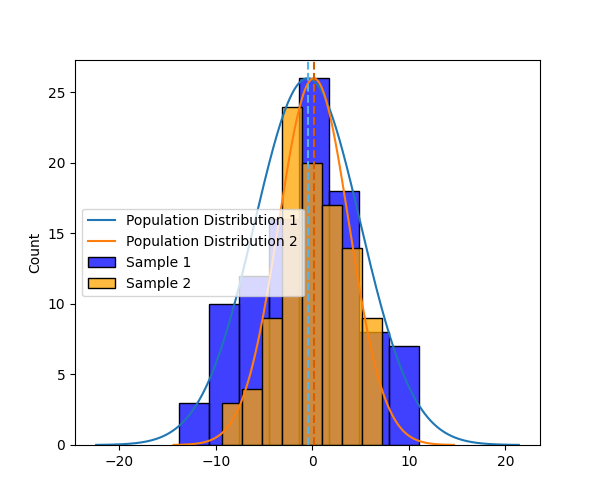 25
20
15
10
5
0
Count
Population Distribution 1
Population Distribution 2
Sample 1
Sample 2
−20 −10 0 10 20